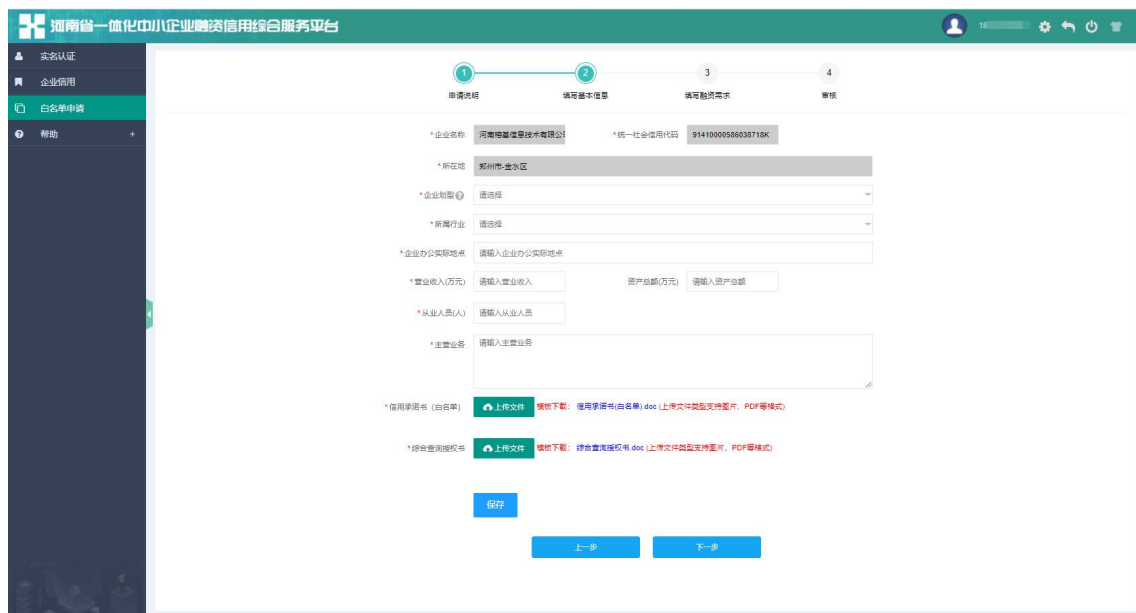 河南省一体化中小企业融资信用综合服务平台
18
实名认证
企业信用
白名单申请
帮助 +
1 2 3 4
申请说明 填写基本信息 填写融资需求 审核
*企业名称 河南榕基信息技术有限公司 *统一社会信用代码 91410000586038718K
*所在地 郑州市-金水区
*企业划型 请选择
*所属行业 请选择
*企业办公实际地点 请输入企业办公实际地点
*营业收入(万元) 请输入营业收入 资产总额(万元) 请输入资产总额
*从业人员(人) 请输入从业人员
*主营业务 请输入主营业务
*信用承诺书 (白名单) 上传文件 模板下载: 信用承诺书(白名单).doc (上传文件类型支持图片、PDF等格式)
*综合查询授权书 上传文件 模板下载: 综合查询授权书.doc (上传文件类型支持图片、PDF等格式)
保存
上一步 下一步